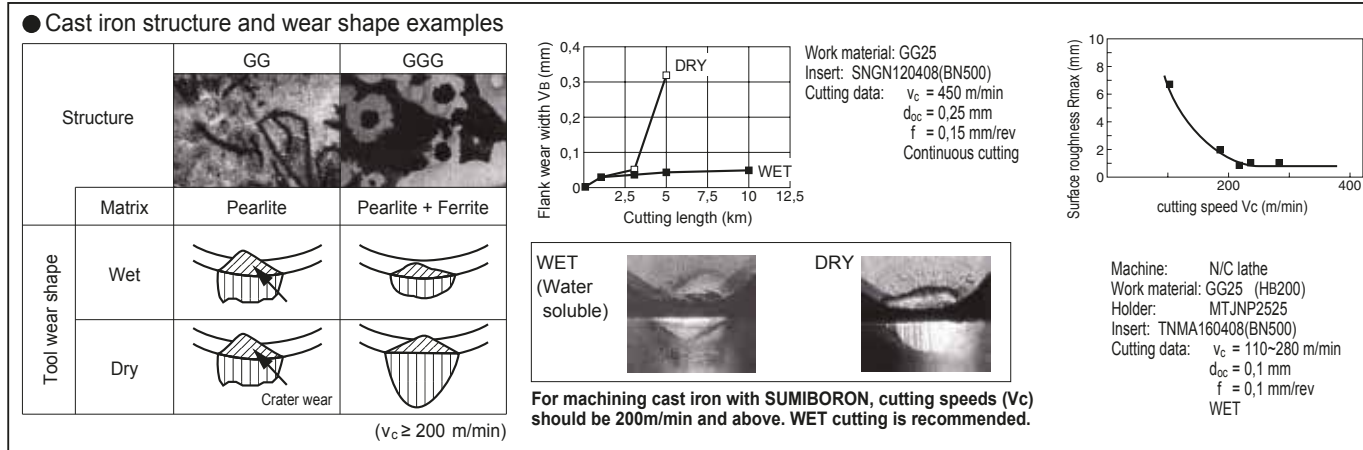 ● Cast iron structure and wear shape examples
GG
GGG
Structure
Matrix
Pearlite
Pearlite + Ferrite
Tool wear shape
Wet
Dry
Crater wear
(vc ≥ 200 m/min)
Flank wear width VB (mm)
0,4
0,3
0,2
0,1
0
DRY
WET
0 2,5 5 7,5 10 12,5
Cutting length (km)
Work material: GG25
Insert: SNGN120408(BN500)
Cutting data: vc = 450 m/min
doc = 0,25 mm
f = 0,15 mm/rev
Continuous cutting
WET
(Water
soluble)
DRY
For machining cast iron with SUMIBORON, cutting speeds (Vc)
should be 200m/min and above. WET cutting is recommended.
Surface roughness Rmax (mm)
10
8
6
4
2
0
200 400
cutting speed Vc (m/min)
Machine: N/C lathe
Work material: GG25 (HB200)
Holder: MTJNP2525
Insert: TNMA160408(BN500)
Cutting data: vc = 110~280 m/min
doc = 0,1 mm
f = 0,1 mm/rev
WET